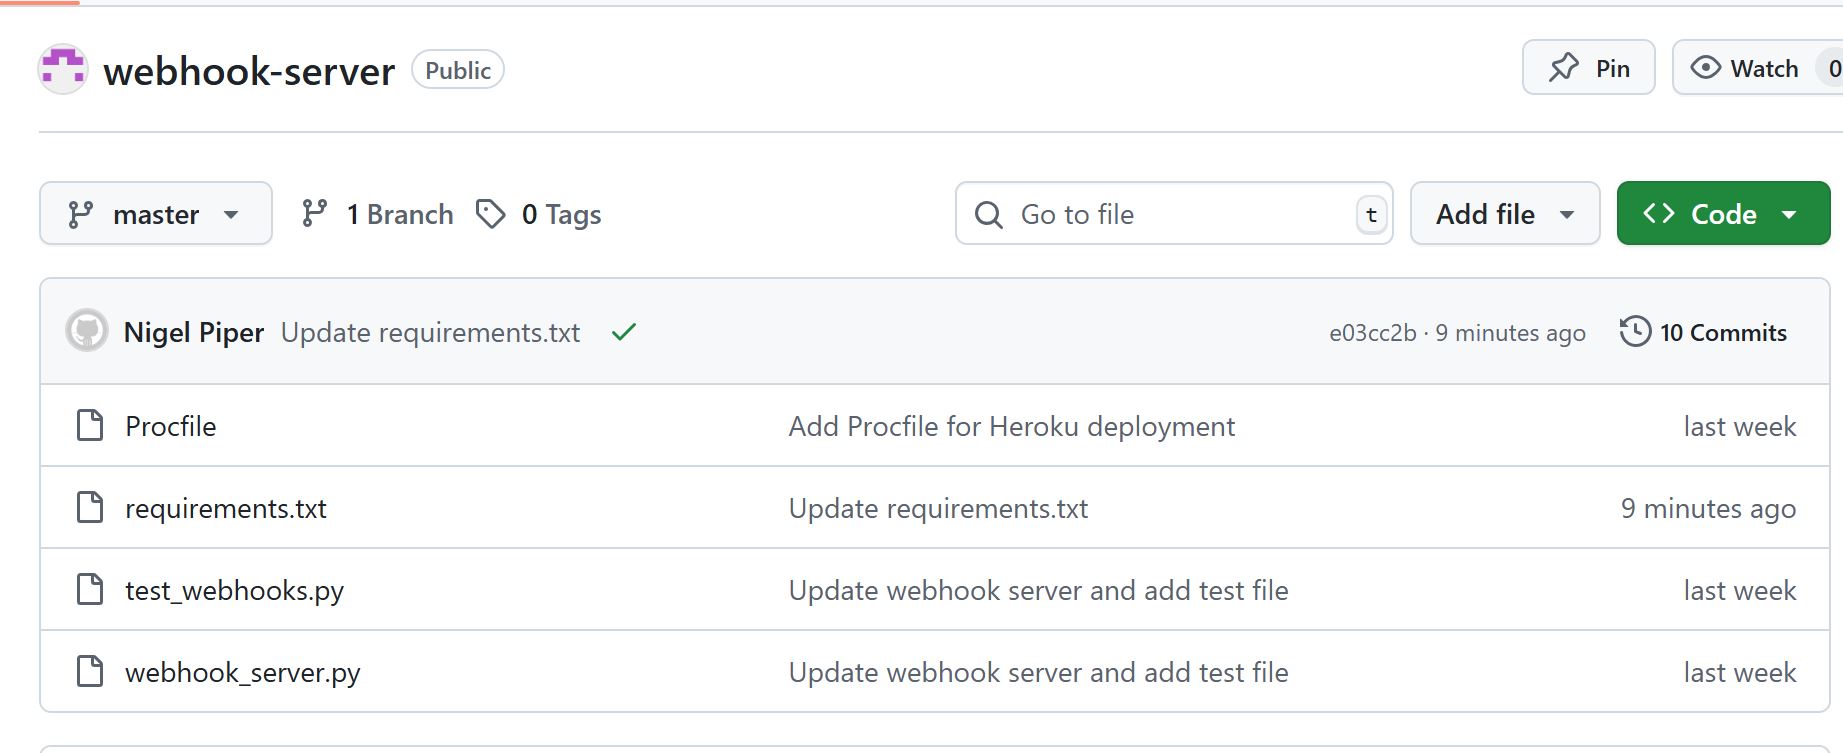 webhook-server Public Pin Watch 0
master 1 Branch 0 Tags Go to file t Add file Code
Nigel Piper Update requirements.txt e03cc2b · 9 minutes ago 10 Commits
Procfile Add Procfile for Heroku deployment last week
requirements.txt Update requirements.txt 9 minutes ago
test_webhooks.py Update webhook server and add test file last week
webhook_server.py Update webhook server and add test file last week